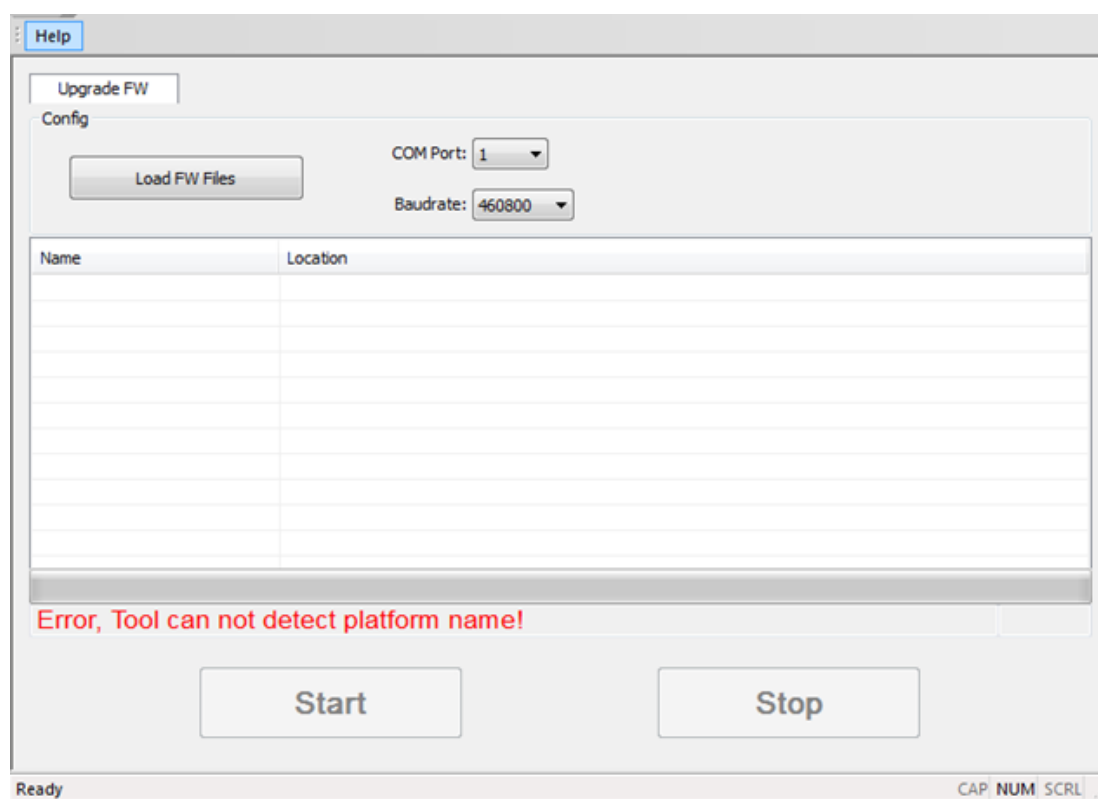 Help
Upgrade FW
Config
Load FW Files
COM Port: 1
Baudrate: 460800
Name Location
Error, Tool can not detect platform name!
Start Stop
Ready CAP NUM SCRL